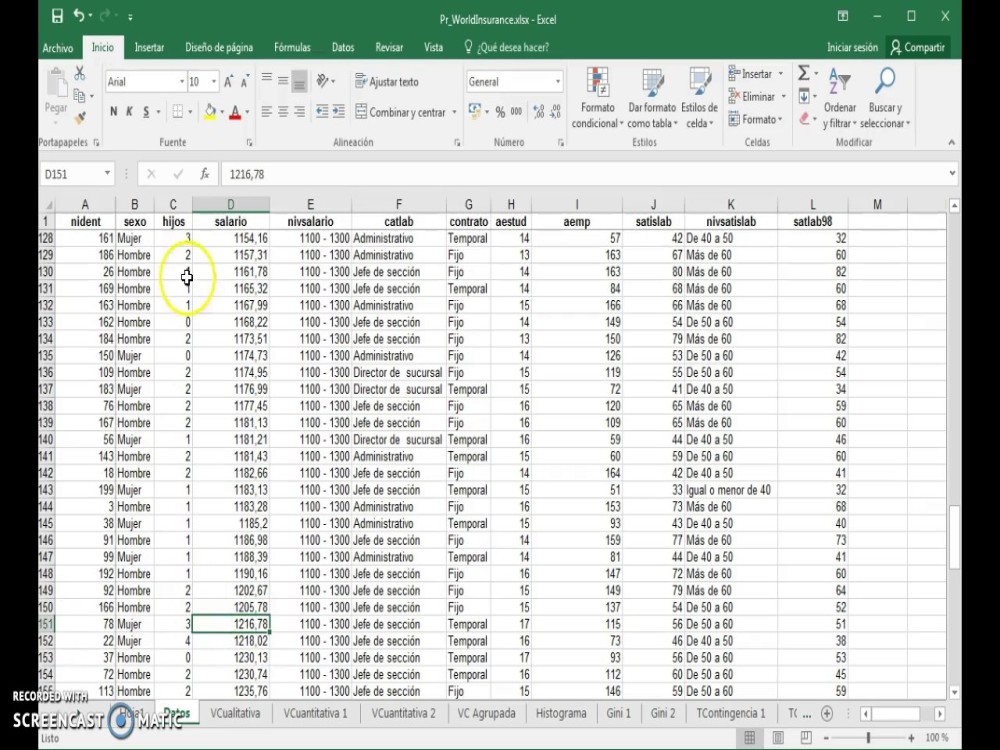 Pr_WorldInsurance.xlsx - Excel
Archivo Inicio Insertar Diseño de página Fórmulas Datos Revisar Vista ¿Qué desea hacer? Iniciar sesión Compartir
Pegar Arial 10 Ajustar texto General Formato condicional Dar formato como tabla Estilos de celda Insertar Ordenar y filtrar Buscar y seleccionar
N K S Combinar y centrar % 000 Eliminar
Formato
Portapapeles Fuente Alineación Número Estilos Celdas Modificar
D151 fx 1216,78
A B C D E F G H I J K L M
1 nident sexo hijos salario nivsalario catlab contrato aestud aemp satislab nivsatislab satlab98
128 161 Mujer 3 1154,16 1100 - 1300 Administrativo Temporal 14 57 42 De 40 a 50 32
129 186 Hombre 2 1157,31 1100 - 1300 Administrativo Fijo 13 163 67 Más de 60 60
130 26 Hombre 1161,78 1100 - 1300 Jefe de sección Fijo 14 163 80 Más de 60 82
131 169 Hombre 1 1165,32 1100 - 1300 Jefe de sección Temporal 14 84 68 Más de 60 60
132 163 Hombre 1 1167,99 1100 - 1300 Administrativo Fijo 15 166 66 Más de 60 68
133 162 Hombre 0 1168,22 1100 - 1300 Jefe de sección Fijo 14 149 54 De 50 a 60 54
134 184 Hombre 2 1173,51 1100 - 1300 Jefe de sección Fijo 13 150 79 Más de 60 82
135 150 Mujer 0 1174,73 1100 - 1300 Administrativo Fijo 14 126 53 De 50 a 60 42
136 109 Hombre 2 1174,95 1100 - 1300 Director de sucursal Fijo 15 119 55 De 50 a 60 54
137 183 Mujer 2 1176,99 1100 - 1300 Director de sucursal Temporal 15 72 41 De 40 a 50 34
138 76 Hombre 2 1177,45 1100 - 1300 Jefe de sección Fijo 16 120 65 Más de 60 59
139 167 Hombre 2 1181,13 1100 - 1300 Jefe de sección Fijo 16 109 65 Más de 60 60
140 56 Mujer 1 1181,21 1100 - 1300 Director de sucursal Temporal 16 59 44 De 40 a 50 46
141 143 Hombre 2 1181,43 1100 - 1300 Administrativo Temporal 15 60 59 De 50 a 60 60
142 18 Hombre 2 1182,66 1100 - 1300 Jefe de sección Fijo 14 164 42 De 40 a 50 41
143 199 Mujer 1 1183,13 1100 - 1300 Administrativo Temporal 15 51 33 Igual o menor de 40 32
144 3 Hombre 1 1183,28 1100 - 1300 Administrativo Fijo 16 153 73 Más de 60 68
145 38 Mujer 1 1185,2 1100 - 1300 Administrativo Temporal 15 93 43 De 40 a 50 40
146 91 Hombre 1 1186,98 1100 - 1300 Jefe de sección Fijo 14 159 77 Más de 60 73
147 99 Mujer 1 1188,39 1100 - 1300 Administrativo Temporal 14 81 44 De 40 a 50 41
148 192 Hombre 1 1190,16 1100 - 1300 Jefe de sección Fijo 16 147 72 Más de 60 60
149 92 Hombre 2 1202,67 1100 - 1300 Jefe de sección Fijo 15 149 79 Más de 60 64
150 166 Hombre 2 1205,78 1100 - 1300 Jefe de sección Fijo 15 137 54 De 50 a 60 52
151 78 Mujer 3 1216,78 1100 - 1300 Jefe de sección Temporal 17 115 56 De 50 a 60 51
152 22 Mujer 4 1218,02 1100 - 1300 Jefe de sección Temporal 16 73 46 De 40 a 50 38
153 37 Hombre 0 1230,13 1100 - 1300 Jefe de sección Temporal 17 93 56 De 50 a 60 53
154 72 Hombre 2 1230,74 1100 - 1300 Jefe de sección Temporal 16 112 60 De 50 a 60 45
155 113 Hombre 2 1235,76 1100 - 1300 Jefe de sección Fijo 15 146 59 De 50 a 60 59
RECORDED WITH
SCREENCAST MATIC
Datos VCualitativa VCuantitativa 1 VCuantitativa 2 VC Agrupada Histograma Gini 1 Gini 2 TContingencia 1 ...
Listo 100 %